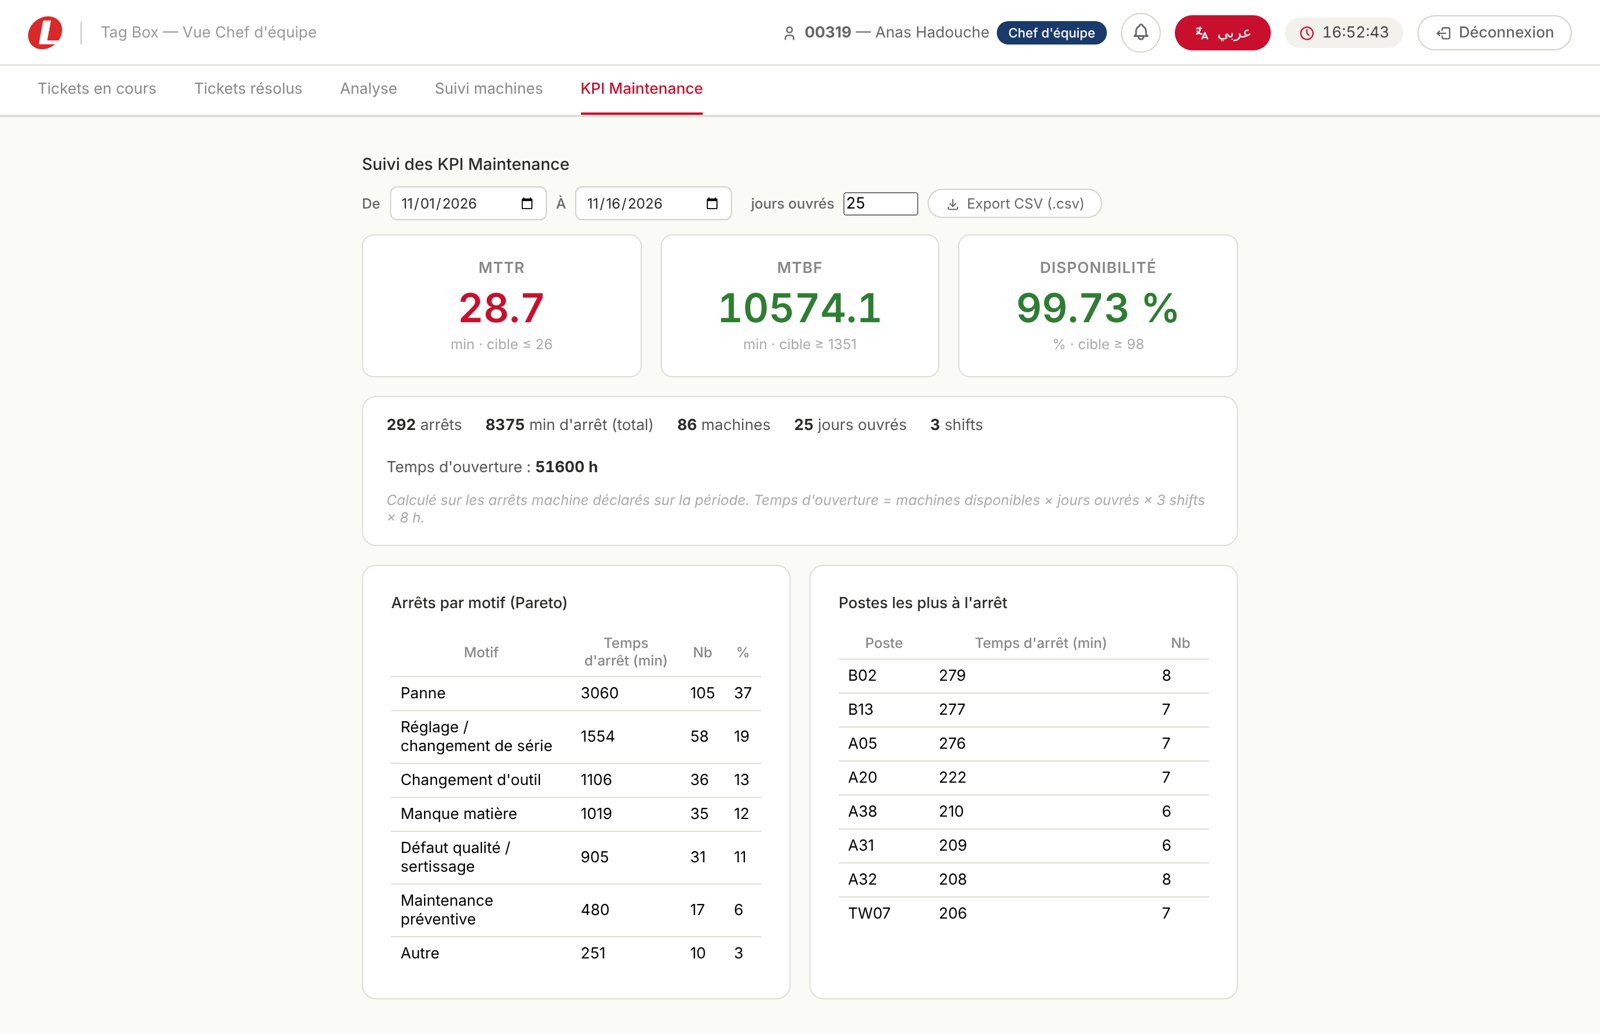 L
Tag Box — Vue Chef d'équipe
00319 — Anas Hadouche
Chef d'équipe
عربي
16:52:43
Déconnexion
Tickets en cours
Tickets résolus
Analyse
Suivi machines
KPI Maintenance
Suivi des KPI Maintenance
De 11/01/2026 À 11/16/2026 jours ouvrés 25 Export CSV (.csv)
MTTR
28.7
min · cible ≤ 26
MTBF
10574.1
min · cible ≥ 1351
DISPONIBILITÉ
99.73 %
% · cible ≥ 98
292 arrêts 8375 min d'arrêt (total) 86 machines 25 jours ouvrés 3 shifts
Temps d'ouverture : 51600 h
Calculé sur les arrêts machine déclarés sur la période. Temps d'ouverture = machines disponibles × jours ouvrés × 3 shifts
× 8 h.
Arrêts par motif (Pareto)
Motif Temps d'arrêt (min) Nb %
Panne 3060 105 37
Réglage / changement de série 1554 58 19
Changement d'outil 1106 36 13
Manque matière 1019 35 12
Défaut qualité / sertissage 905 31 11
Maintenance préventive 480 17 6
Autre 251 10 3
Postes les plus à l'arrêt
Poste Temps d'arrêt (min) Nb
B02 279 8
B13 277 7
A05 276 7
A20 222 7
A38 210 6
A31 209 6
A32 208 8
TW07 206 7